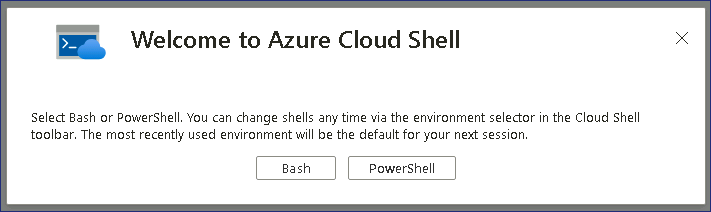 Welcome to Azure Cloud Shell
Select Bash or PowerShell. You can change shells any time via the environment selector in the Cloud Shell
toolbar. The most recently used environment will be the default for your next session.
Bash
PowerShell